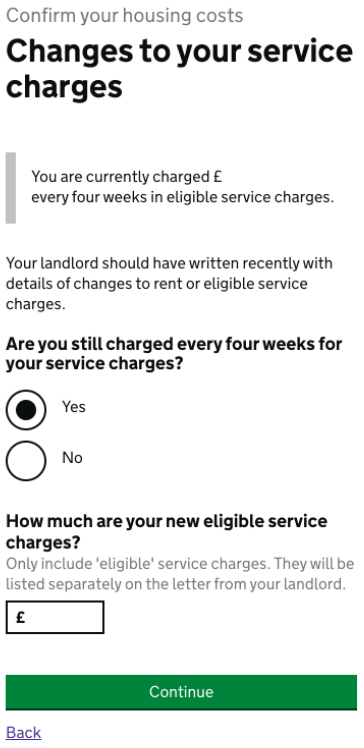 Confirm your housing costs
Changes to your service
charges
You are currently charged £
every four weeks in eligible service charges.
Your landlord should have written recently with
details of changes to rent or eligible service
charges.
Are you still charged every four weeks for
your service charges?
Yes
No
How much are your new eligible service
charges?
Only include 'eligible' service charges. They will be
listed separately on the letter from your landlord.
£
Continue
Back